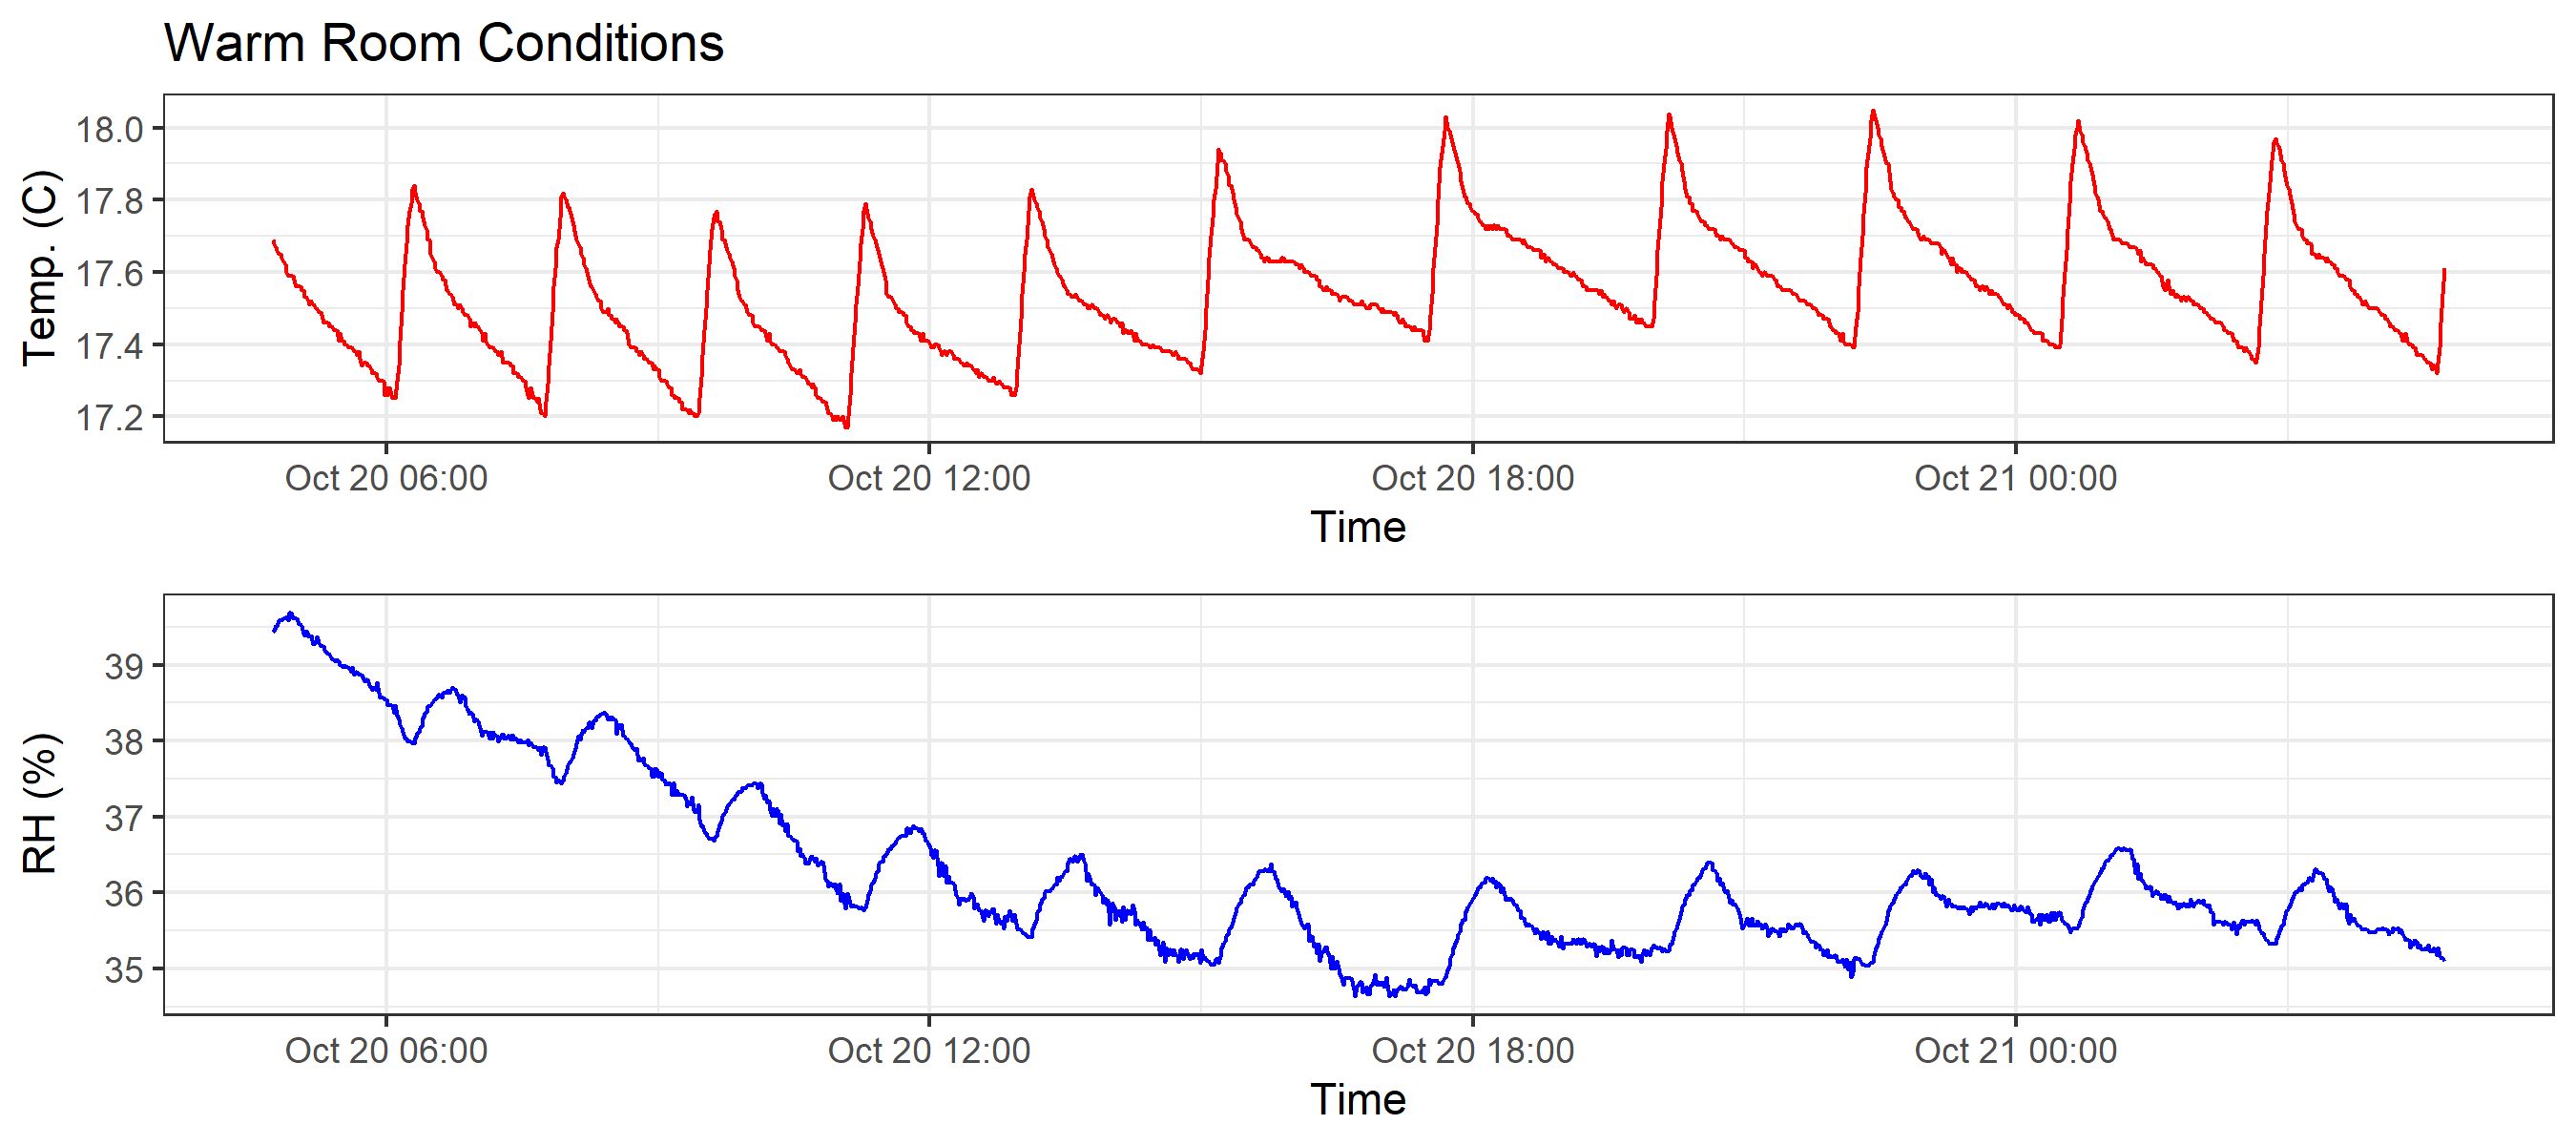 Warm Room Conditions
Temp. (C)
18.0
17.8
17.6
17.4
17.2
Oct 20 06:00 Oct 20 12:00 Oct 20 18:00 Oct 21 00:00
Time
RH (%)
39
38
37
36
35
Oct 20 06:00 Oct 20 12:00 Oct 20 18:00 Oct 21 00:00
Time